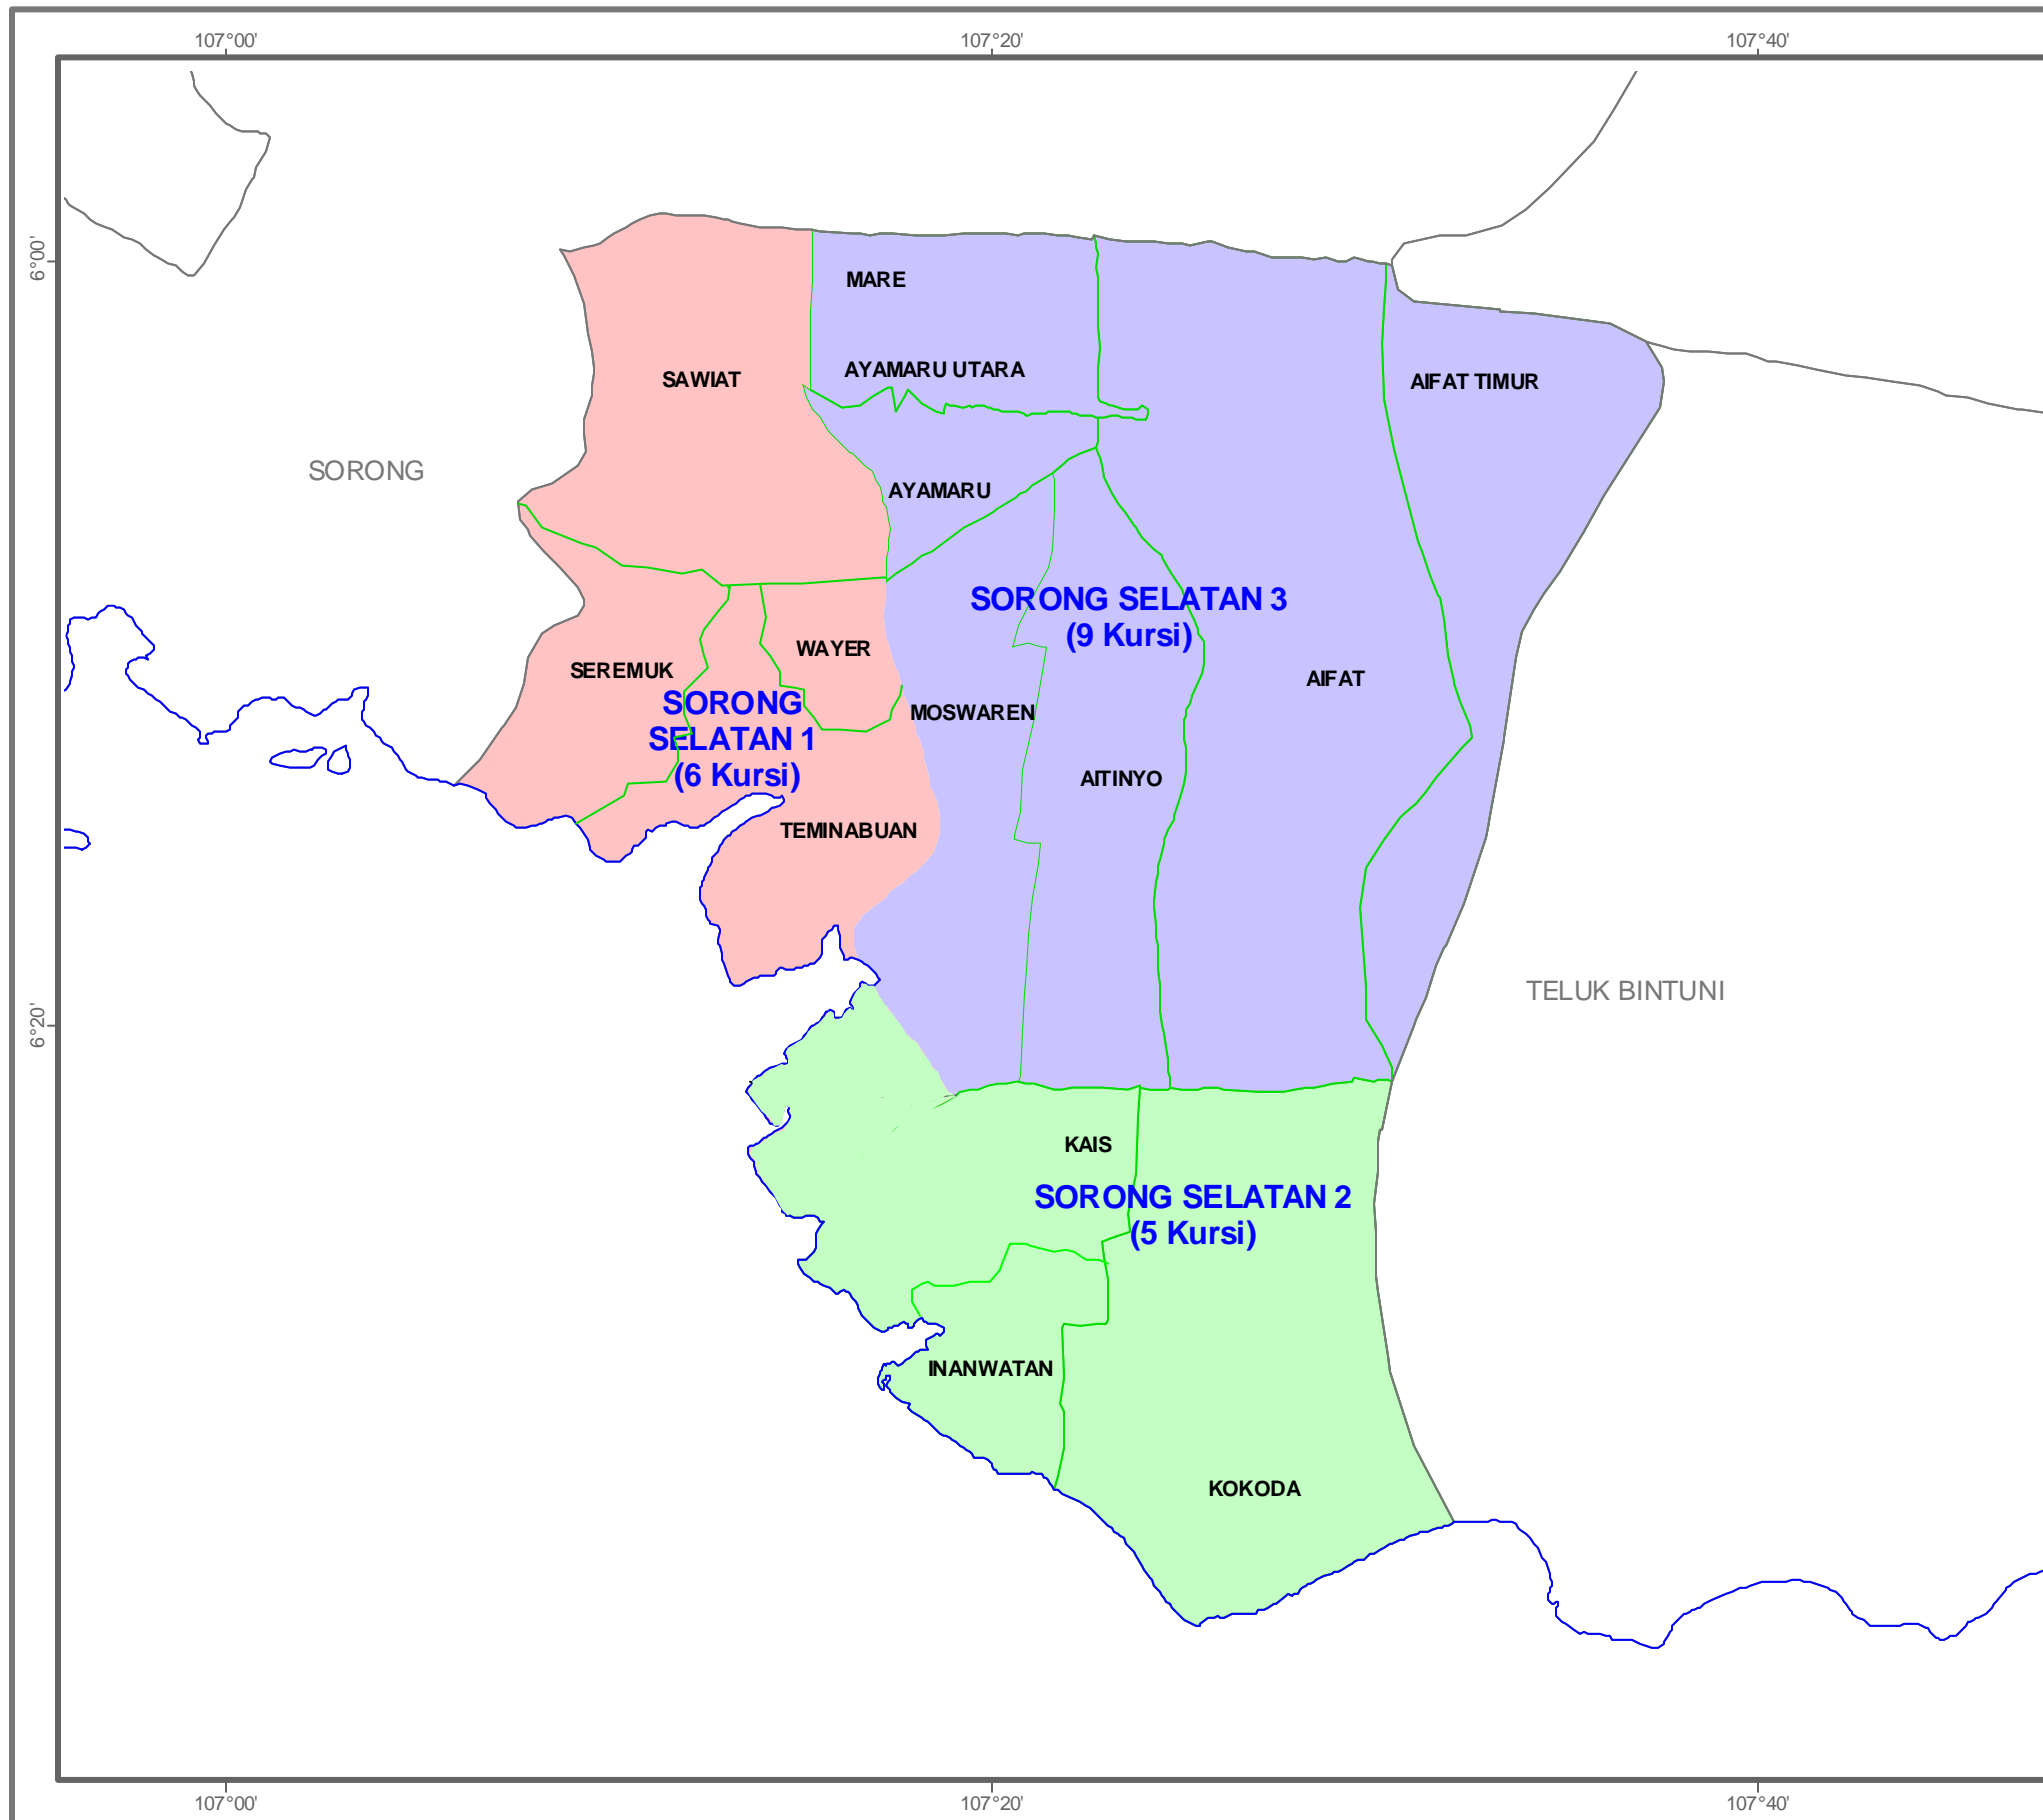 107°00'
107°20'
107°40'
6°00'
MARE
AYAMARU UTARA
SAWIAT
AIFAT TIMUR
SORONG
AYAMARU
SORONG SELATAN 3
(9 Kursi)
WAYER
SEREMUK
AIFAT
SORONG
SELATAN 1
(6 Kursi)
MOSWAREN
AITINYO
TEMINABUAN
TELUK BINTUNI
6°20'
KAIS
SORONG SELATAN 2
(5 Kursi)
INANWATAN
KOKODA
107°00'
107°20'
107°40'